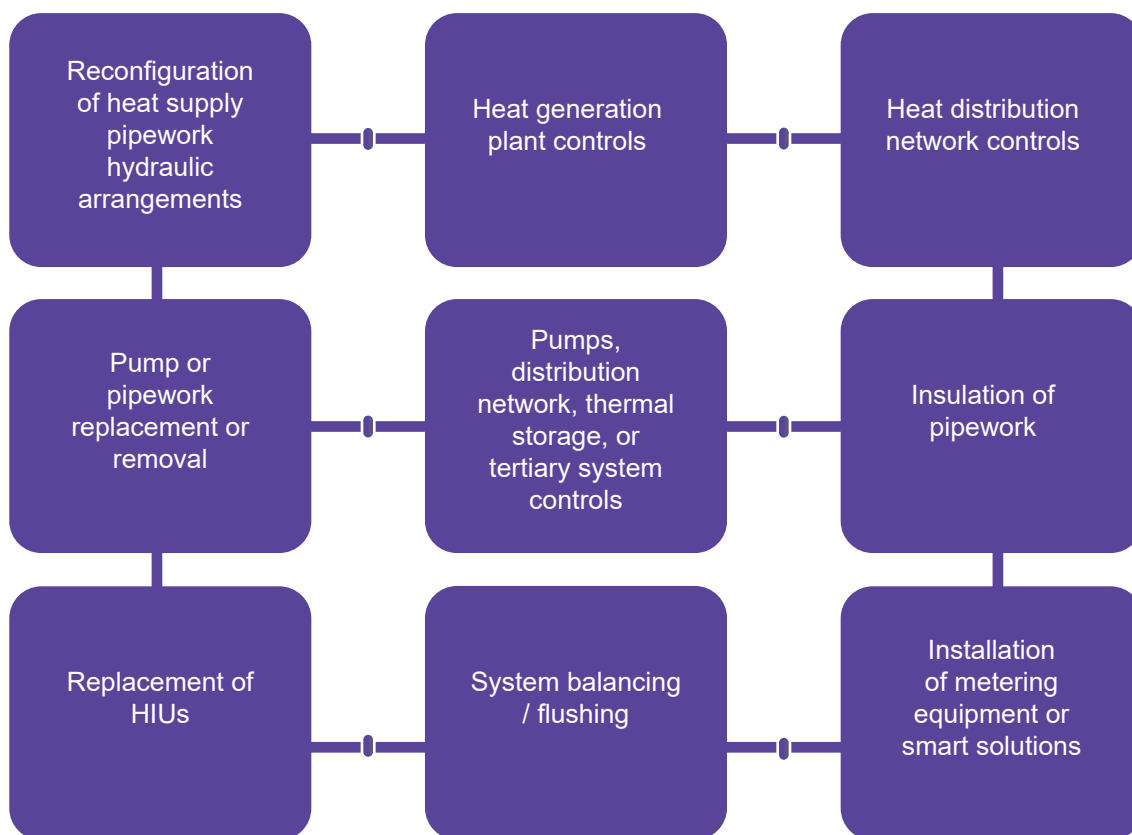 Reconfiguration
of heat supply
pipework
hydraulic
arrangements
Heat generation
plant controls
Heat distribution
network controls
Pump or
pipework
replacement or
removal
Pumps,
distribution
network, thermal
storage, or
tertiary system
controls
Insulation of
pipework
Replacement of
HIUs
System balancing
/ flushing
Installation
of metering
equipment or
smart solutions